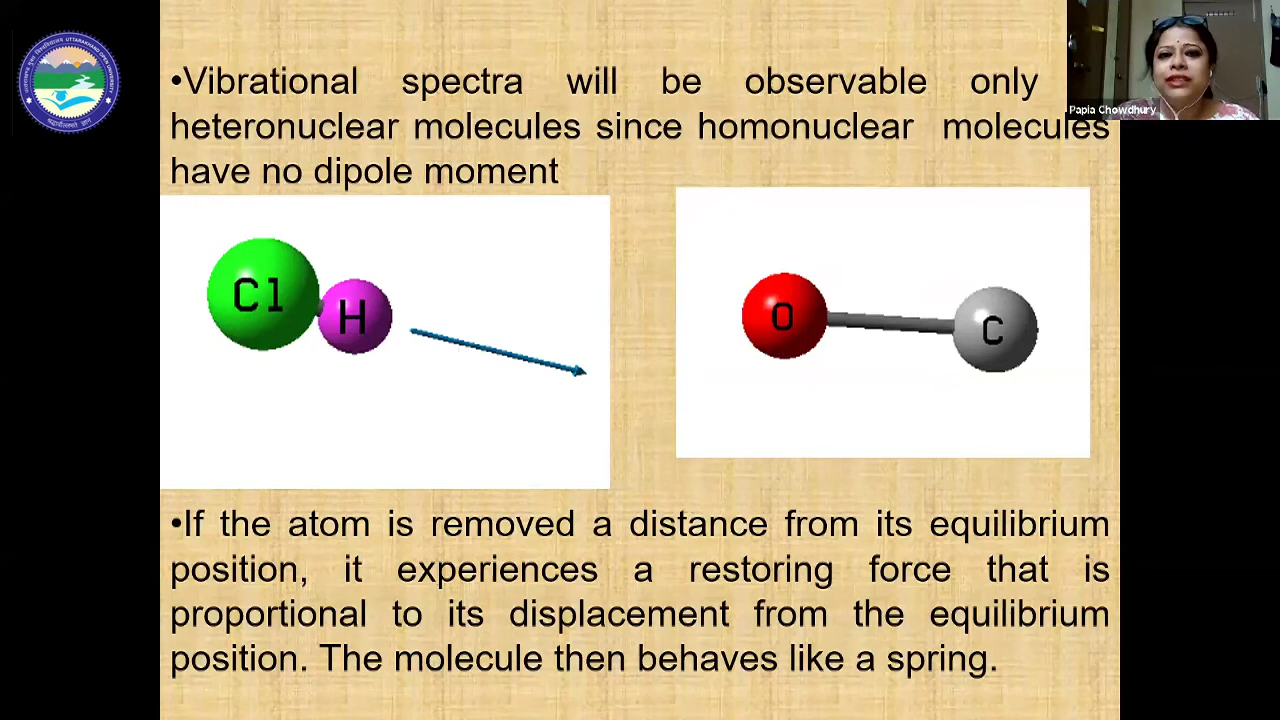 •Vibrational spectra will be observable only
heteronuclear molecules since homonuclear molecules
have no dipole moment
Papia Chowdhury
Cl
H
O
C
•If the atom is removed a distance from its equilibrium
position, it experiences a restoring force that is
proportional to its displacement from the equilibrium
position. The molecule then behaves like a spring.